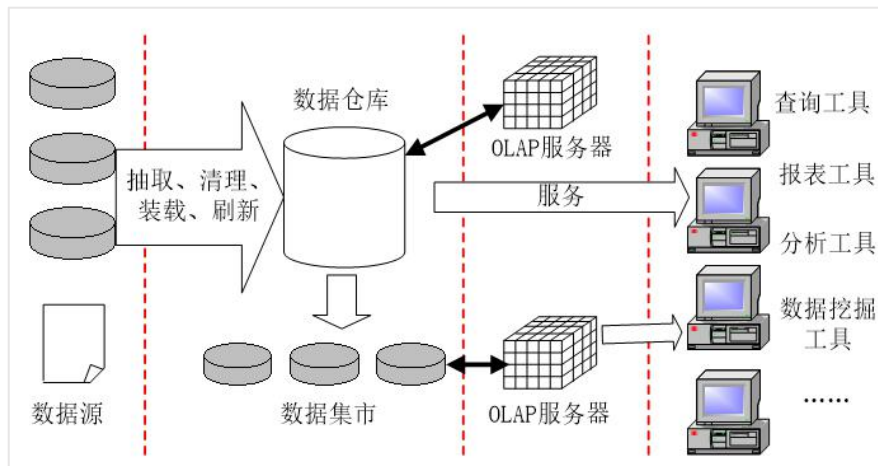 数据仓库
查询工具
OLAP服务器
报表工具
抽取、清理、
装载、刷新
服务
分析工具
数据挖掘
工具
数据源
数据集市
OLAP服务器
……